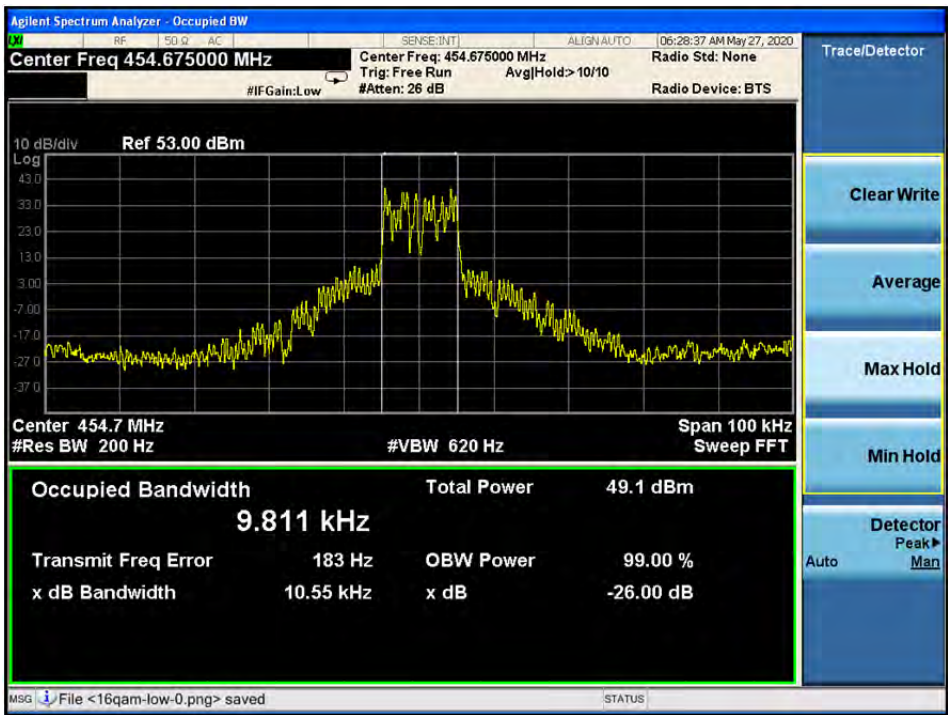 Agilent Spectrum Analyzer - Occupied BW
LXI RF 50 Ω AC SENSE:INT ALIGN AUTO 06:28:37 AM May 27, 2020
Center Freq 454.675000 MHz
Center Freq: 454.675000 MHz
Radio Std: None
Trig: Free Run Avg|Hold:>10/10
#IFGain:Low
#Atten: 26 dB
Radio Device: BTS
10 dB/div Ref 53.00 dBm
Log
43.0
33.0
23.0
13.0
3.00
-7.00
-17.0
-27.0
-37.0
Center 454.7 MHz Span 100 kHz
#Res BW 200 Hz #VBW 620 Hz Sweep FFT
Occupied Bandwidth Total Power 49.1 dBm
9.811 kHz
Transmit Freq Error 183 Hz OBW Power 99.00 %
x dB Bandwidth 10.55 kHz x dB -26.00 dB
Trace/Detector
Clear Write
Average
Max Hold
Min Hold
Detector
Peak▶
Auto Man
MSG File <16qam-low-0.png> saved STATUS